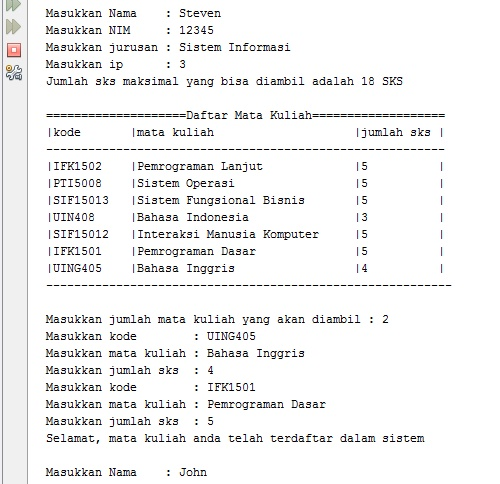 Masukkan Nama    : Steven
Masukkan NIM     : 12345
Masukkan jurusan : Sistem Informasi
Masukkan ip      : 3
Jumlah sks maksimal yang bisa diambil adalah 18 SKS
====================Daftar Mata Kuliah===================
|kode       |mata kuliah                    |jumlah sks |
---------------------------------------------------------
|IFK1502    |Pemrograman Lanjut             |5          |
|PTI5008    |Sistem Operasi                 |5          |
|SIF15013   |Sistem Fungsional Bisnis       |5          |
|UIN408     |Bahasa Indonesia               |3          |
|SIF15012   |Interaksi Manusia Komputer     |5          |
|IFK1501    |Pemrograman Dasar              |5          |
|UING405    |Bahasa Inggris                 |4          |
----------------------------------------------------------
Masukkan jumlah mata kuliah yang akan diambil : 2
Masukkan kode        : UING405
Masukkan mata kuliah : Bahasa Inggris
Masukkan jumlah sks  : 4
Masukkan kode        : IFK1501
Masukkan mata kuliah : Pemrograman Dasar
Masukkan jumlah sks  : 5
Selamat, mata kuliah anda telah terdaftar dalam sistem
Masukkan Nama    : John